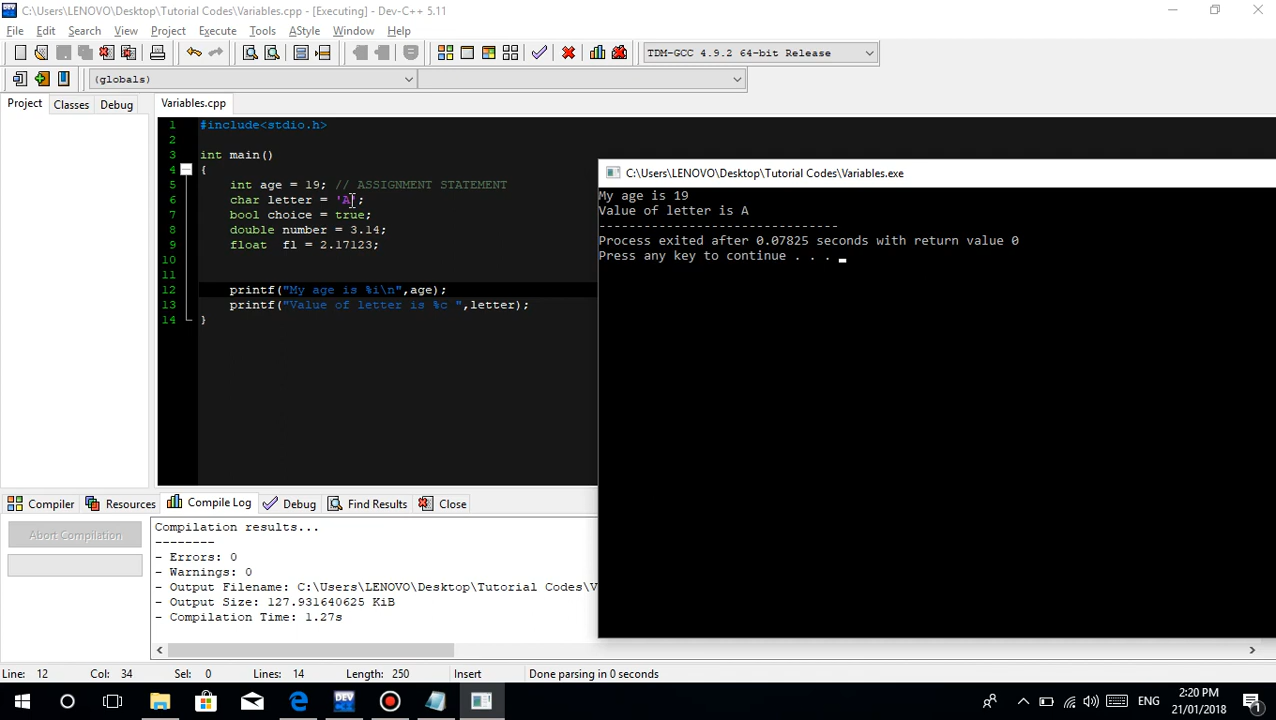 C:\Users\LENOVO\Desktop\Tutorial Codes\Variables.cpp - [Executing] - Dev-C++ 5.11
File Edit Search View Project Execute Tools AStyle Window Help
TDM-GCC 4.9.2 64-bit Release
(globals)
Project Classes Debug
Variables.cpp
1 #include<stdio.h>
2
3 int main()
4 {
5 int age = 19; // ASSIGNMENT STATEMENT
6 char letter = 'A';
7 bool choice = true;
8 double number = 3.14;
9 float  fl = 2.17123;
10
11
12 printf("My age is %i\n",age);
13 printf("Value of letter is %c ",letter);
14 }
C:\Users\LENOVO\Desktop\Tutorial Codes\Variables.exe
My age is 19
Value of letter is A
--------------------------------
Process exited after 0.07825 seconds with return value 0
Press any key to continue . . .
Compiler Resources Compile Log Debug Find Results Close
Abort Compilation
Compilation results...
--------
- Errors: 0
- Warnings: 0
- Output Filename: C:\Users\LENOVO\Desktop\Tutorial Codes\V
- Output Size: 127.931640625 KiB
- Compilation Time: 1.27s
Line: 12 Col: 34 Sel: 0 Lines: 14 Length: 250 Insert Done parsing in 0 seconds
DEV
ENG
2:20 PM
21/01/2018
1